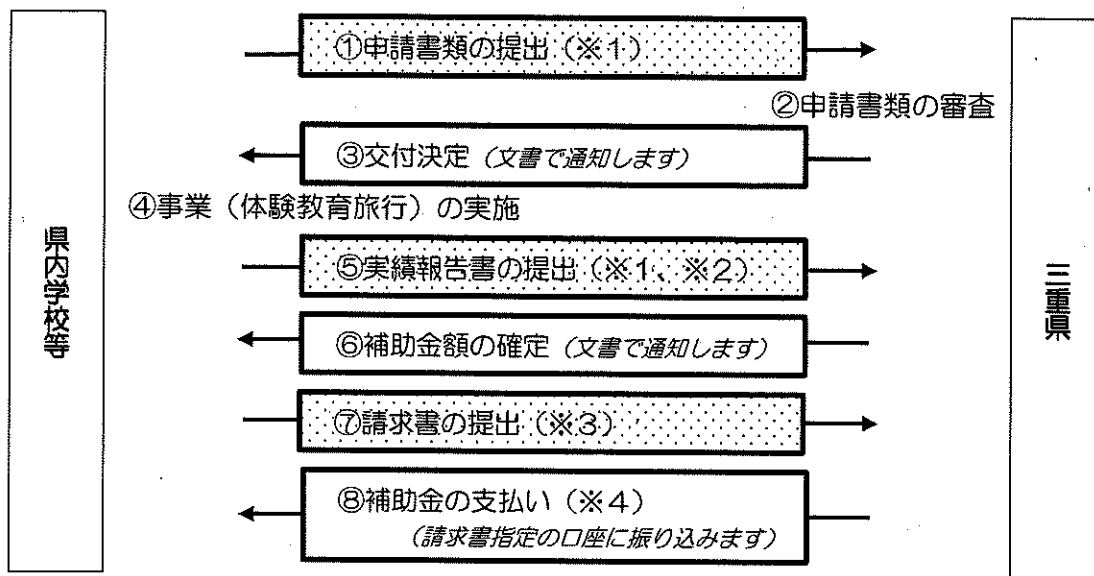 ①申請書類の提出（※１）
②申請書類の審査
③交付決定（文書で通知します）
④事業（体験教育旅行）の実施
⑤実績報告書の提出（※１、※２）
⑥補助金額の確定（文書で通知します）
⑦請求書の提出（※３）
⑧補助金の支払い（※４）
（請求書指定の口座に振り込みます）
県内学校等
三重県